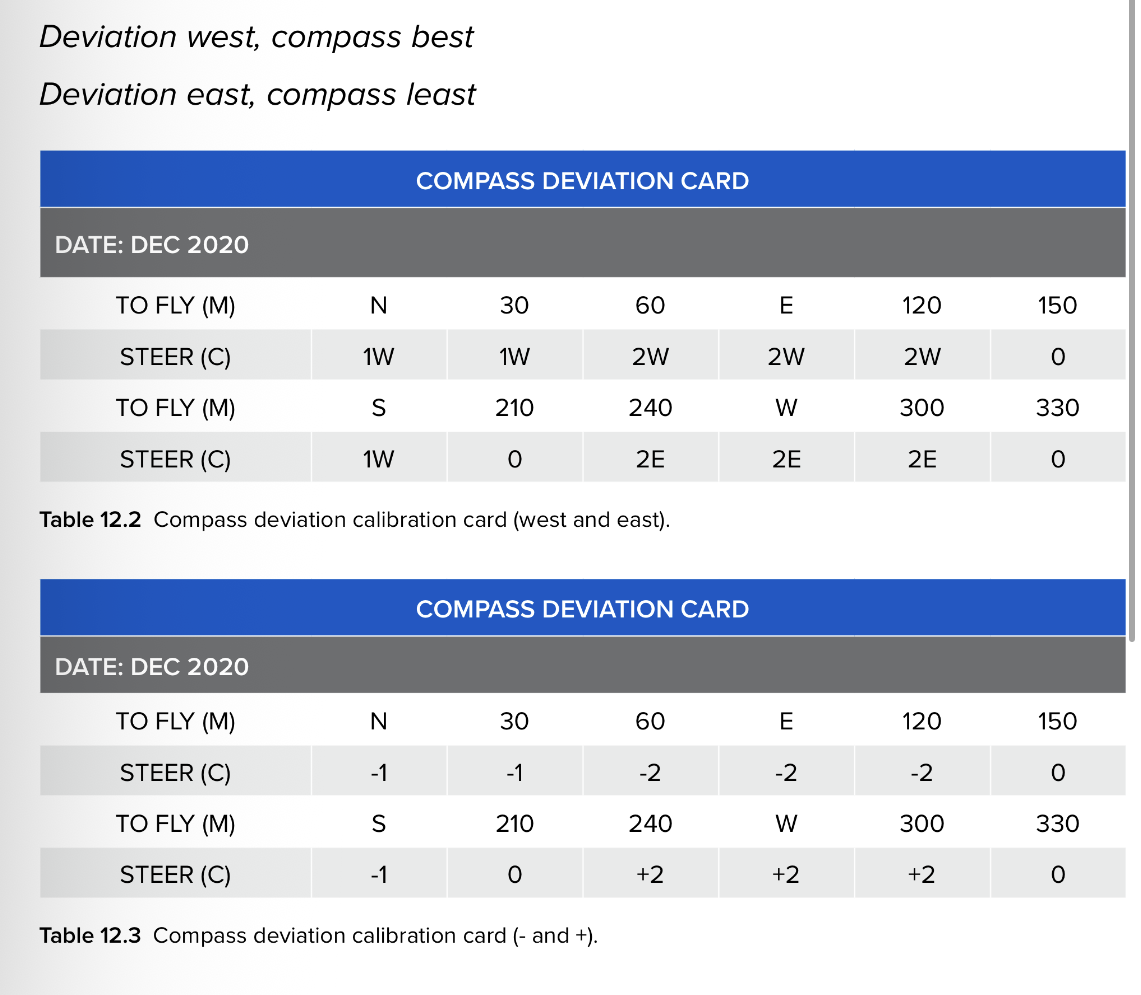 Deviation west, compass best
Deviation east, compass least
COMPASS DEVIATION CARD
DATE: DEC 2020
TO FLY (M) N 30 60 E 120 150
STEER (C) 1W 1W 2W 2W 2W 0
TO FLY (M) S 210 240 W 300 330
STEER (C) 1W 0 2E 2E 2E 0
Table 12.2 Compass deviation calibration card (west and east).
COMPASS DEVIATION CARD
DATE: DEC 2020
TO FLY (M) N 30 60 E 120 150
STEER (C) -1 -1 -2 -2 -2 0
TO FLY (M) S 210 240 W 300 330
STEER (C) -1 0 +2 +2 +2 0
Table 12.3 Compass deviation calibration card (- and +).